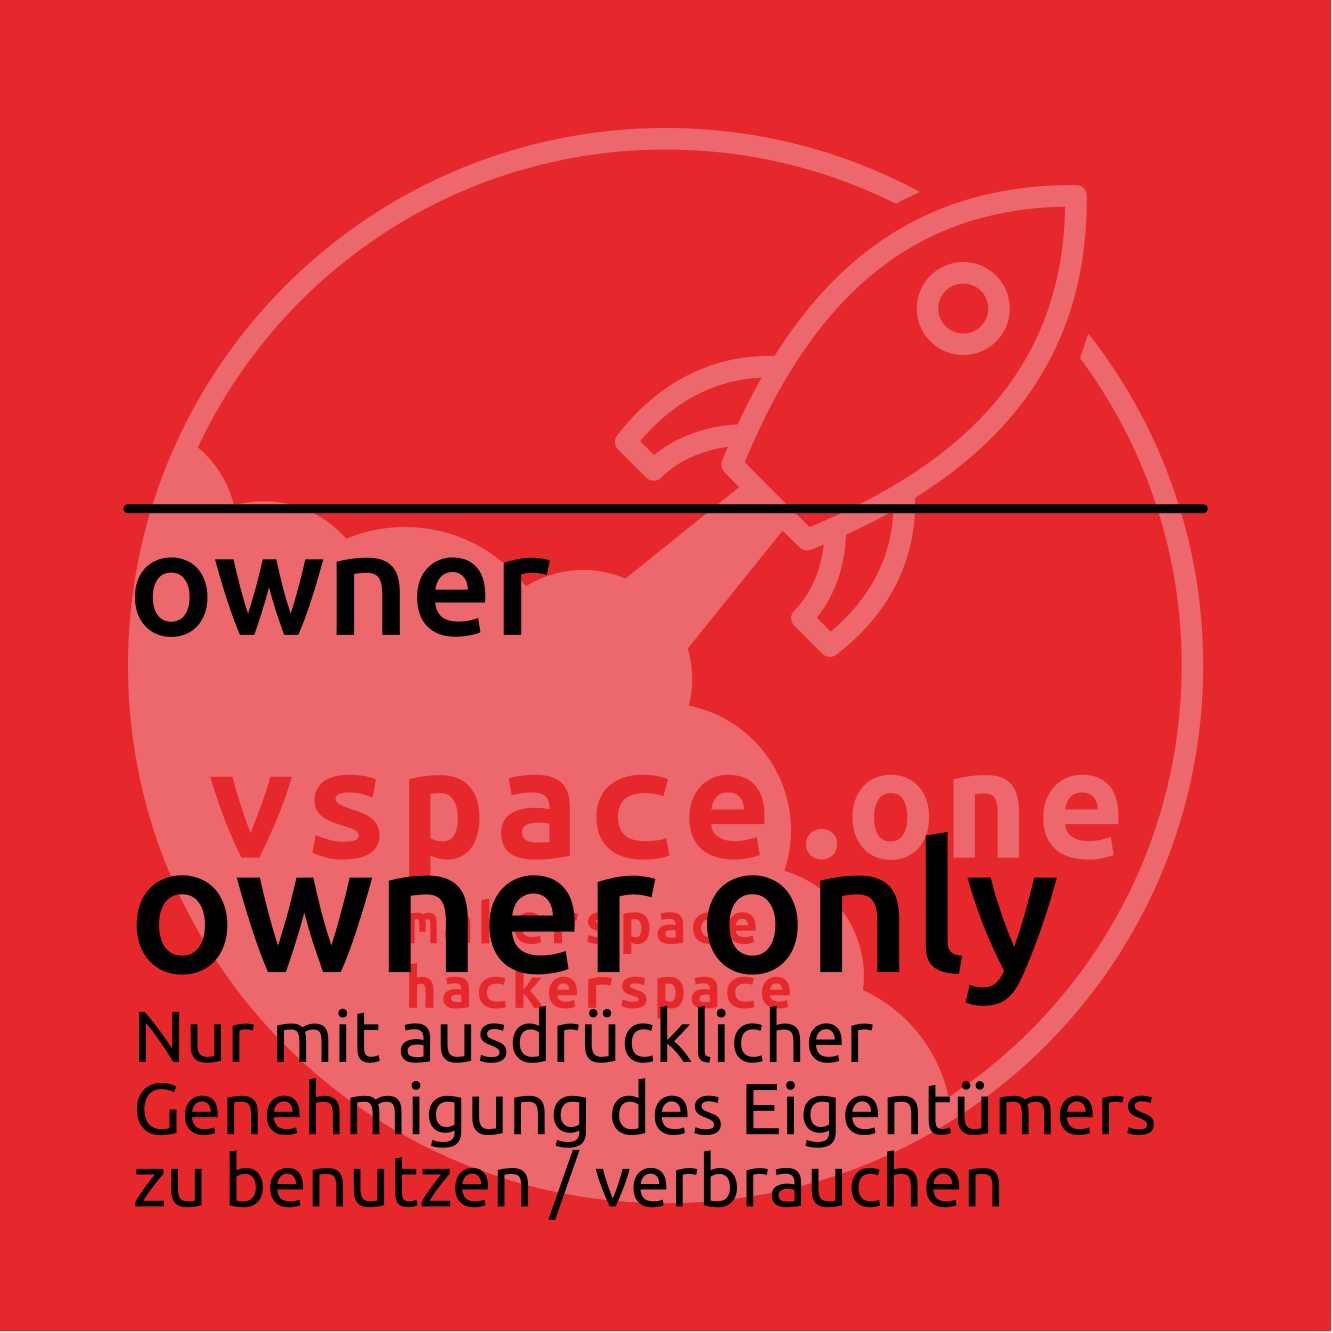 owner
vspace.one
owner only
makerspace
hackerspace
Nur mit ausdrücklicher
Genehmigung des Eigentümers
zu benutzen / verbrauchen